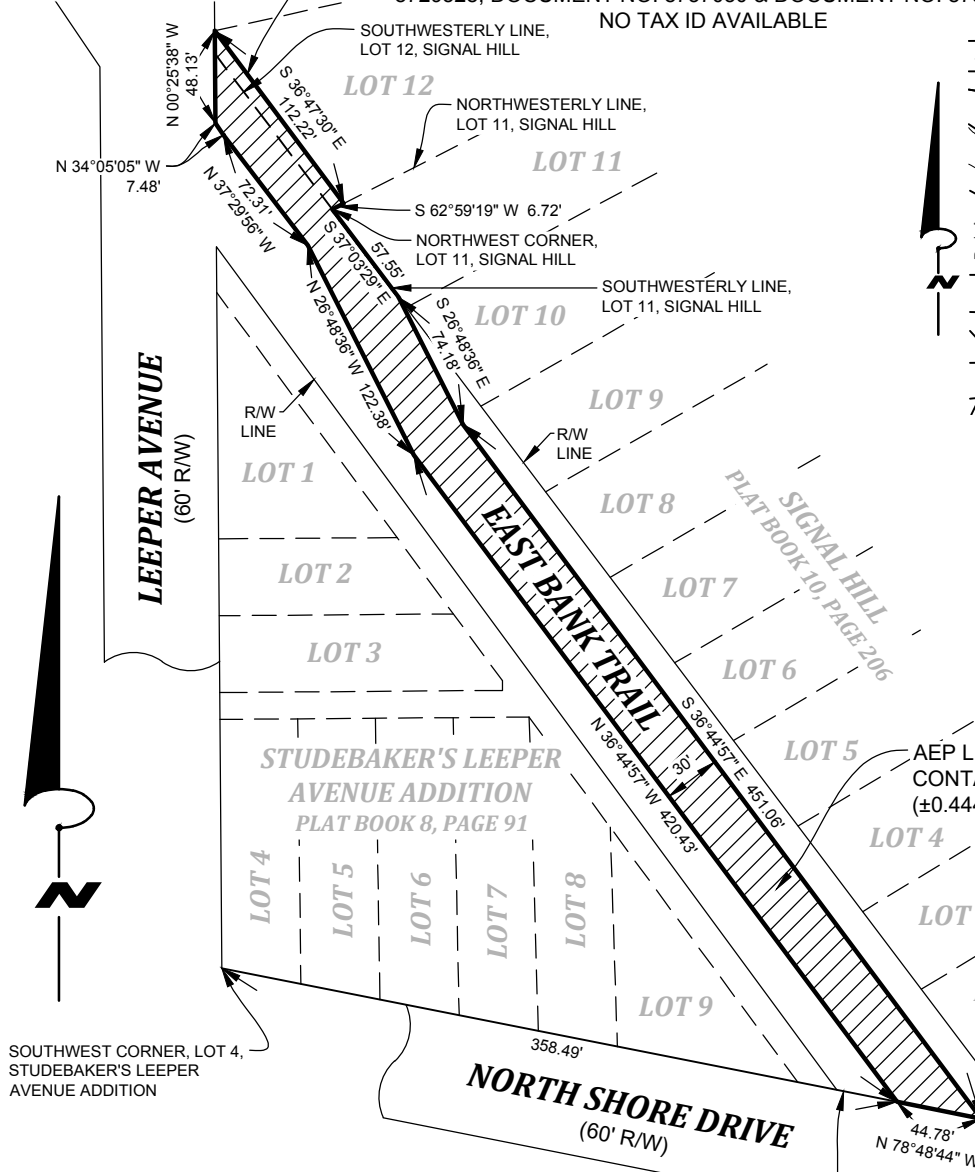 NO TAX ID AVAILABLE
SOUTHWESTERLY LINE,
LOT 12, SIGNAL HILL
LOT 12
N 00°25'38" W
48.13'
S 36°47'30" E
112.22'
NORTHWESTERLY LINE,
LOT 11, SIGNAL HILL
LOT 11
N 34°05'05" W
7.48'
72.31'
N 37°29'56" W
S 62°59'19" W 6.72'
NORTHWEST CORNER,
LOT 11, SIGNAL HILL
57.55'
S 37°03'29" E
SOUTHWESTERLY LINE,
LOT 11, SIGNAL HILL
N 26°48'36" W 122.38'
S 26°48'36" E
74.18'
LOT 10
LEEPER AVENUE
(60' R/W)
R/W
LINE
LOT 9
R/W
LINE
LOT 1
LOT 8
SIGNAL HILL
PLAT BOOK 10, PAGE 206
EAST BANK TRAIL
LOT 2
LOT 7
LOT 3
LOT 6
S 36°44'57" E 451.06'
N 36°44'57" W 420.43'
30'
LOT 5
STUDEBAKER'S LEEPER
AVENUE ADDITION
PLAT BOOK 8, PAGE 91
AEP L
CONTA
(±0.444
LOT 4
LOT 4
LOT 5
LOT 6
LOT 7
LOT 8
LOT
LOT 9
SOUTHWEST CORNER, LOT 4,
STUDEBAKER'S LEEPER
AVENUE ADDITION
358.49'
NORTH SHORE DRIVE
(60' R/W)
44.78'
N 78°48'44" W
N
N